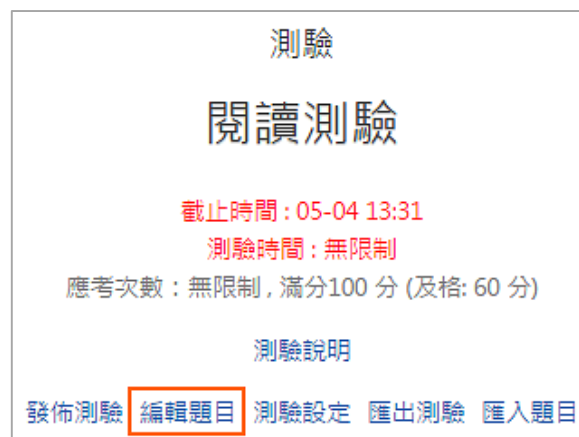 測驗
閱讀測驗
截止時間 : 05-04 13:31
測驗時間 : 無限制
應考次數：無限制 , 滿分100 分 (及格: 60 分)
測驗說明
發佈測驗 編輯題目 測驗設定 匯出測驗 匯入題目